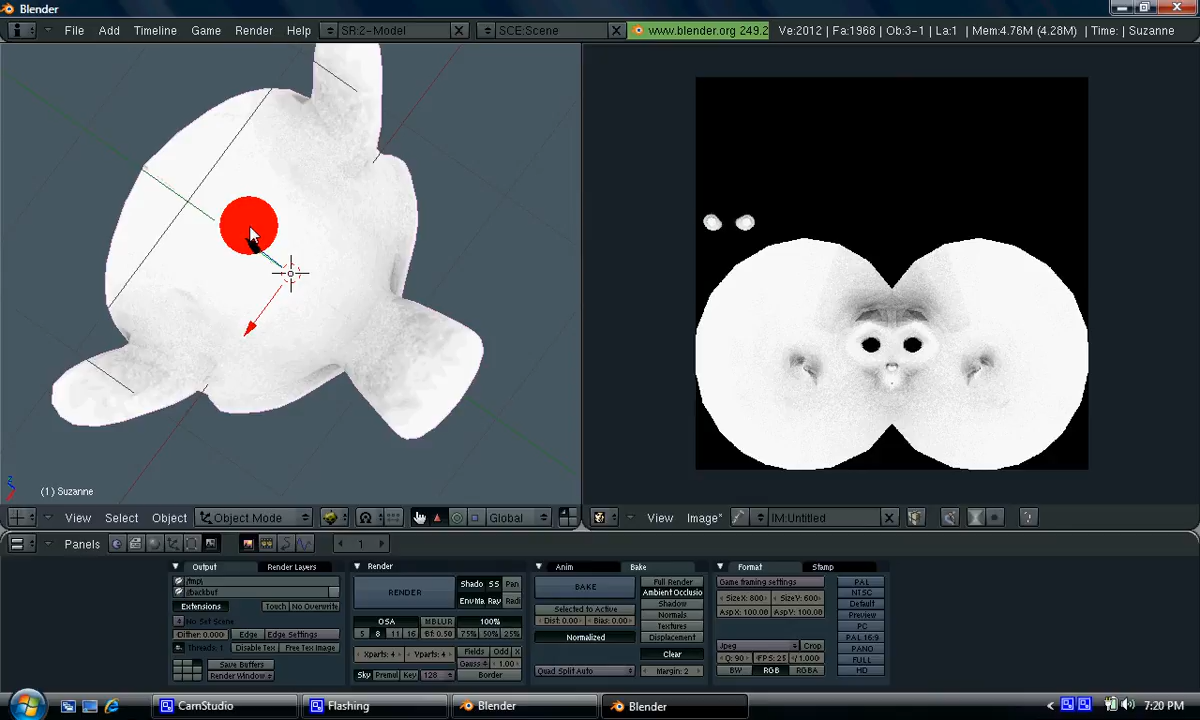 Blender
File Add Timeline Game Render Help SR:2-Model SCE:Scene www.blender.org 249.2 Ve:2012 | Fa:1968 | Ob:3-1 | La:1 | Mem:4.76M (4.28M) | Time: | Suzanne
(1) Suzanne
View Select Object Object Mode Global
View Image* IM:Untitled
Panels 1
Output Render Layers
/tmp\
/backbuf
Extensions Touch No Overwrite
No Set Scene
Dither: 0.000 Edge Edge Settings
Threads: 1 Disable Tex Free Tex Image
Save Buffers
Render Window
Render
RENDER
Shado SS Pan
EnvMa Ray Radi
OSA MBLUR 100%
5 8 11 16 Bf: 0.50 75% 50% 25%
Xparts: 4 Yparts: 4 Fields Odd X
Gauss 1.00
Sky Premul Key 128 Border
Anim Bake
BAKE
Selected to Active
Dist: 0.00 Bias: 0.00
Normalized
Quad Split Auto
Full Render
Ambient Occlusio
Shadow
Normals
Textures
Displacement
Clear
Margin: 2
Format Stamp
Game framing settings
SizeX: 800 SizeY: 600
AspX: 100.00 AspY: 100.00
Jpeg Crop
Q: 90 FPS: 25 /1.000
BW RGB RGBA
PAL
NTSC
Default
Preview
PC
PAL 16:9
PANO
FULL
HD
CamStudio Flashing Blender Blender 7:20 PM